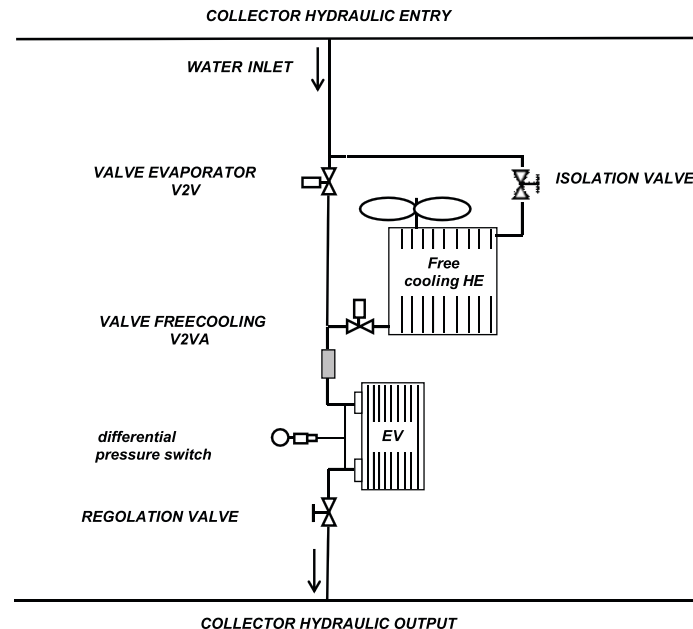 COLLECTOR HYDRAULIC ENTRY
WATER INLET
VALVE EVAPORATOR
V2V
ISOLATION VALVE
Free
cooling HE
VALVE FREECOOLING
V2VA
EV
differential
pressure switch
REGOLATION VALVE
COLLECTOR HYDRAULIC OUTPUT